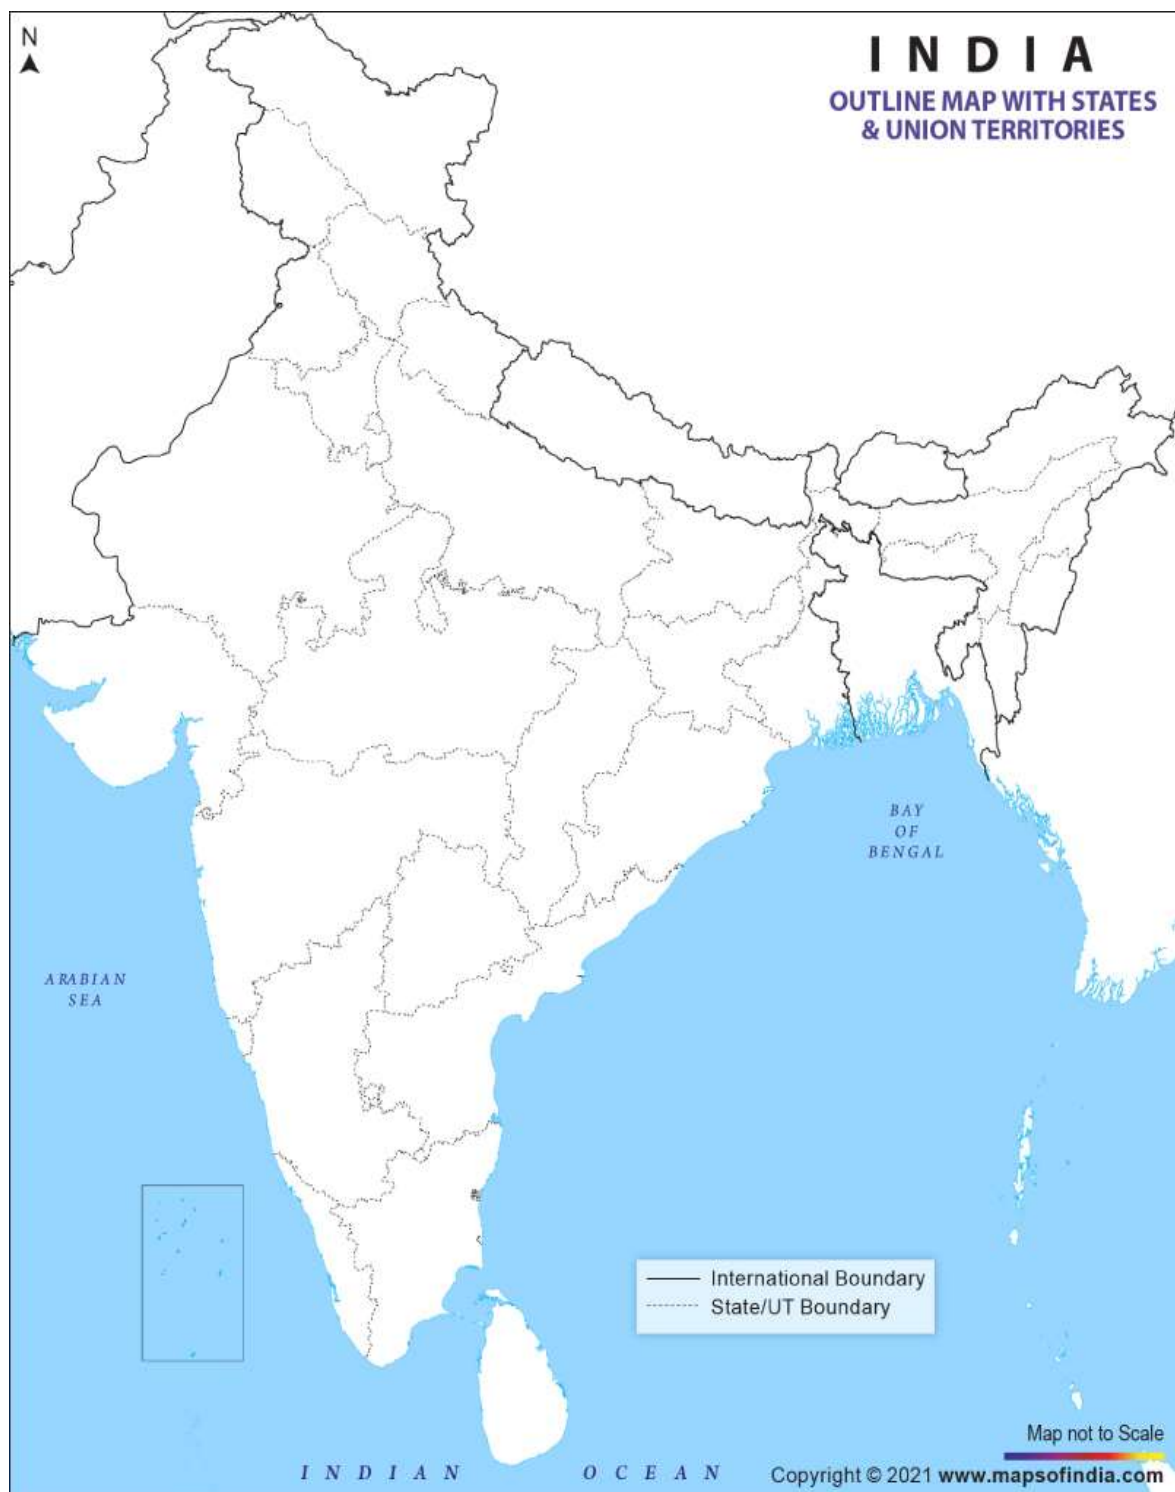 N
INDIA
OUTLINE MAP WITH STATES
& UNION TERRITORIES
BAY
OF
BENGAL
ARABIAN
SEA
International Boundary
State/UT Boundary
Map not to Scale
INDIAN OCEAN
Copyright © 2021 www.mapsofindia.com